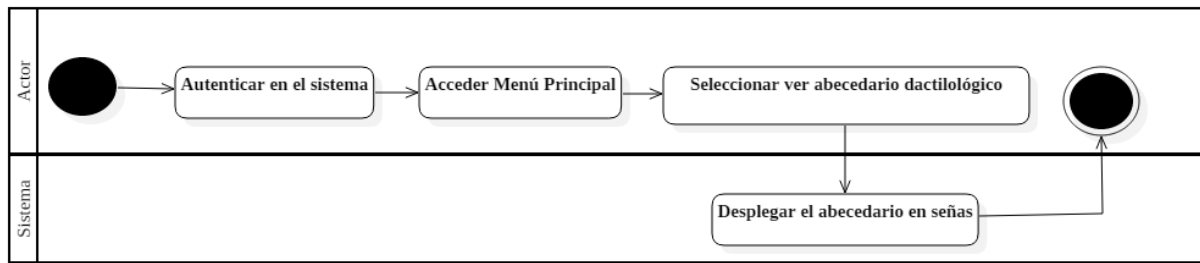 Actor
Autenticar en el sistema
Acceder Menú Principal
Seleccionar ver abecedario dactilológico
Sistema
Desplegar el abecedario en señas